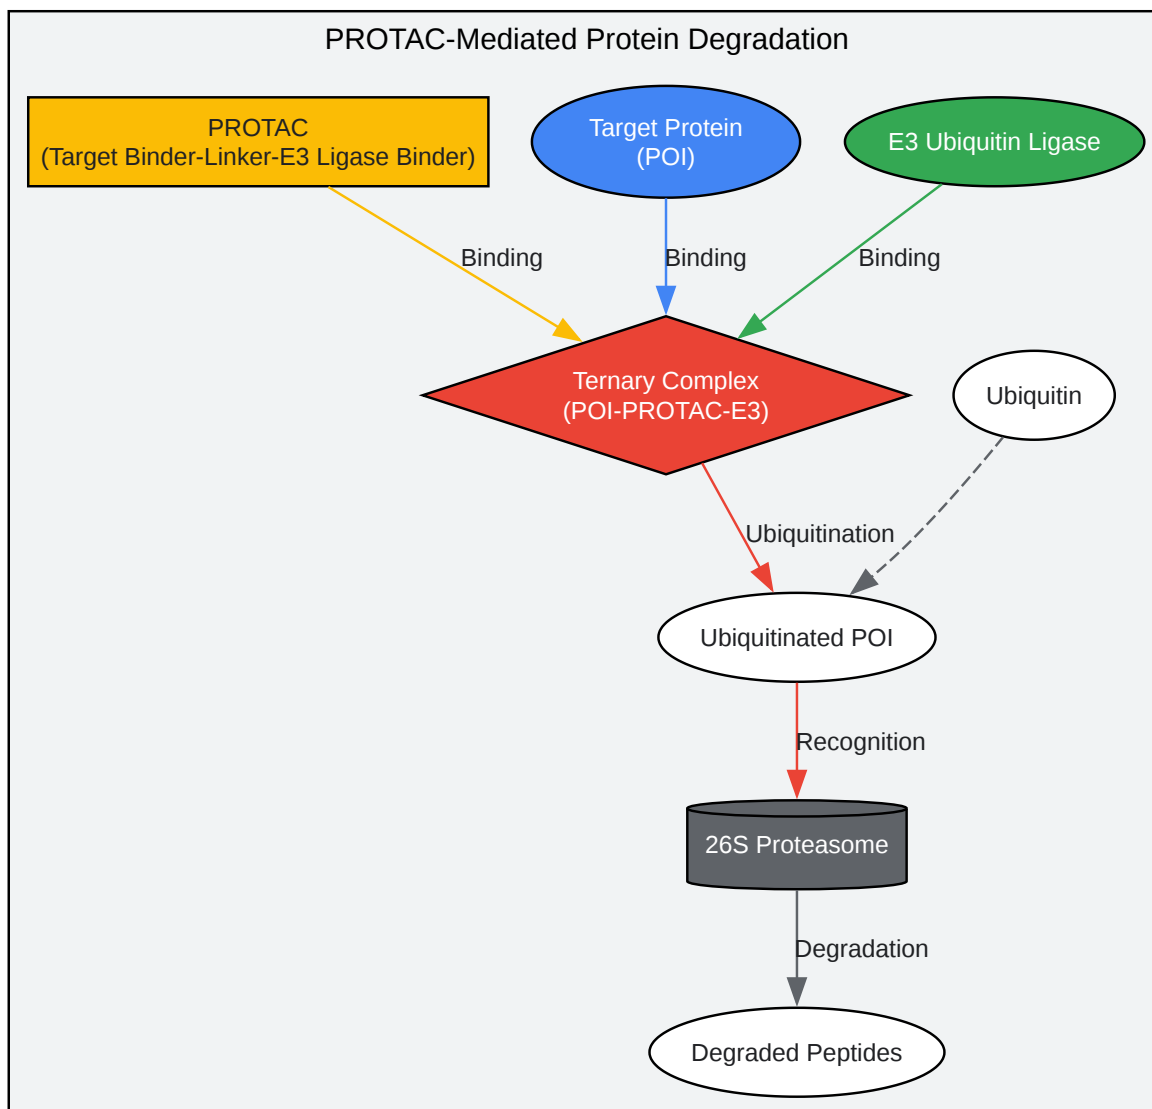 PROTAC-Mediated Protein Degradation
PROTAC
(Target Binder-Linker-E3 Ligase Binder)
Target Protein
(POI)
E3 Ubiquitin Ligase
Binding
Binding
Binding
Ternary Complex
(POI-PROTAC-E3)
Ubiquitin
Ubiquitination
Ubiquitinated POI
Recognition
26S Proteasome
Degradation
Degraded Peptides